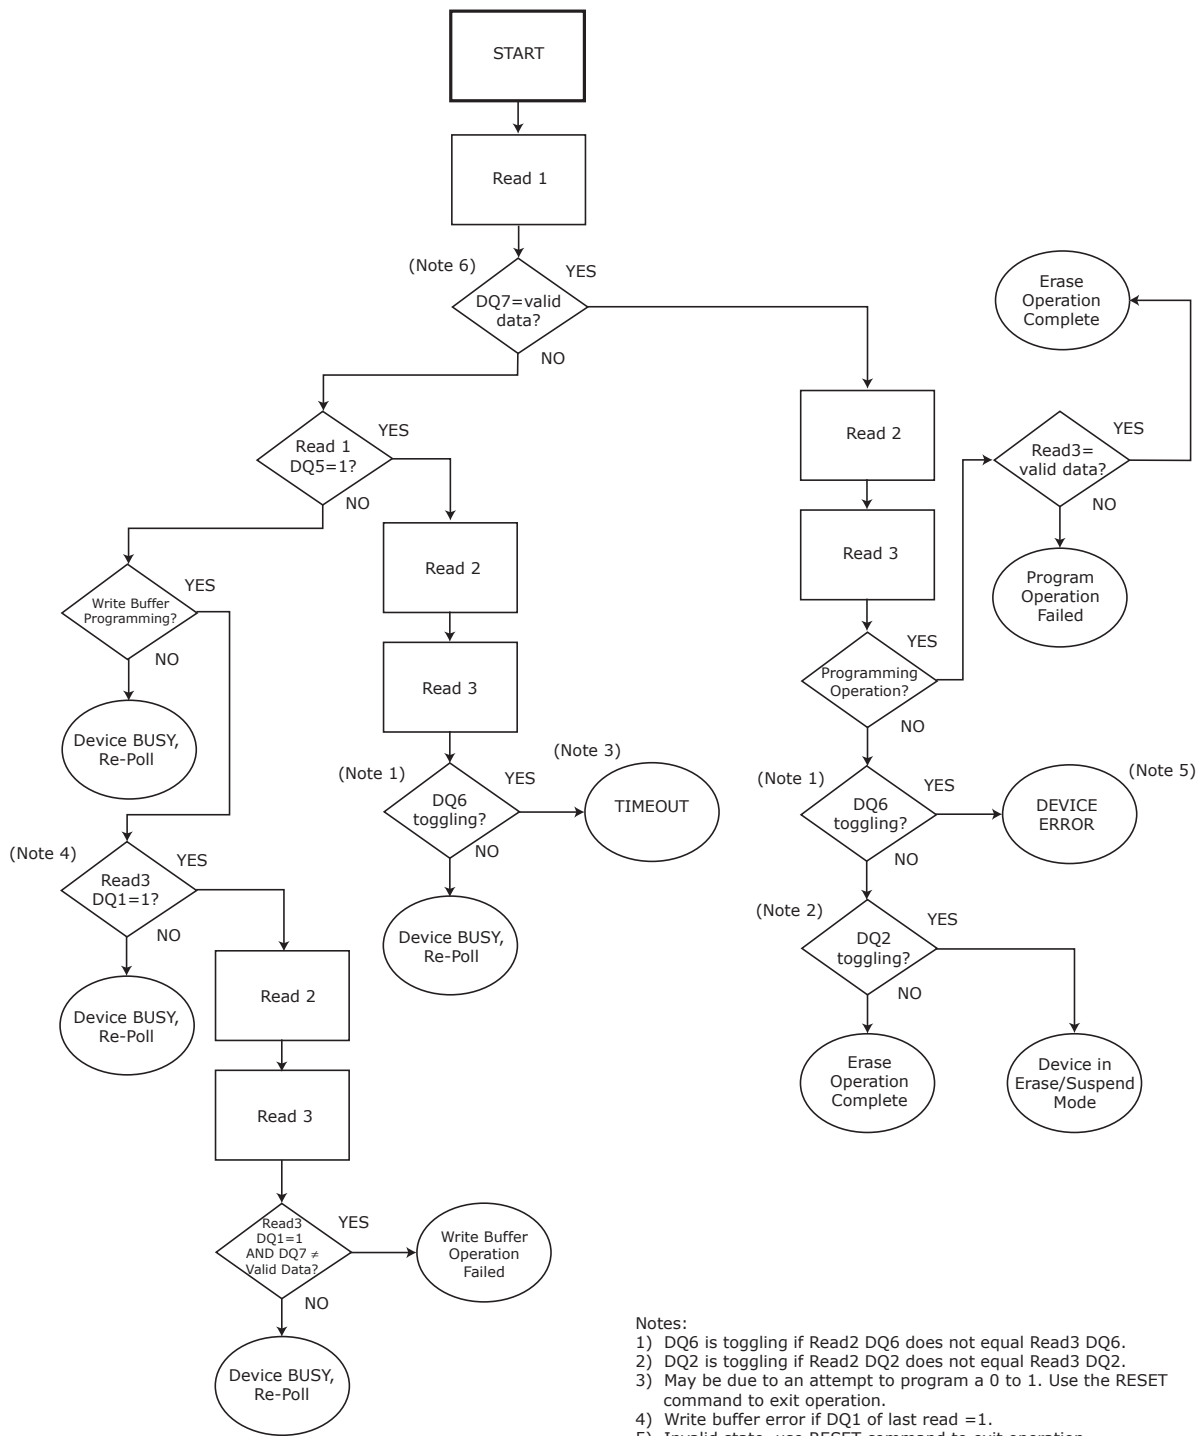 START
Read 1
(Note 6)
YES
DQ7=valid
data?
NO
Erase
Operation
Complete
Read 1
DQ5=1?
YES
NO
Read 2
Read3=
valid data?
YES
NO
Write Buffer
Programming?
YES
NO
Read 2
Read 3
Program
Operation
Failed
Device BUSY,
Re-Poll
Read 3
Programming
Operation?
YES
NO
(Note 1)
DQ6
toggling?
YES
NO
(Note 3)
TIMEOUT
(Note 1)
DQ6
toggling?
YES
NO
DEVICE
ERROR
(Note 5)
(Note 4)
Read3
DQ1=1?
YES
NO
Device BUSY,
Re-Poll
(Note 2)
DQ2
toggling?
YES
NO
Device BUSY,
Re-Poll
Read 2
Erase
Operation
Complete
Device in
Erase/Suspend
Mode
Read 3
Read3
DQ1=1
AND DQ7 ≠
Valid Data?
YES
NO
Write Buffer
Operation
Failed
Device BUSY,
Re-Poll
Notes:
1) DQ6 is toggling if Read2 DQ6 does not equal Read3 DQ6.
2) DQ2 is toggling if Read2 DQ2 does not equal Read3 DQ2.
3) May be due to an attempt to program a 0 to 1. Use the RESET
command to exit operation.
4) Write buffer error if DQ1 of last read =1.
5) Invalid state, use RESET command to exit operation.